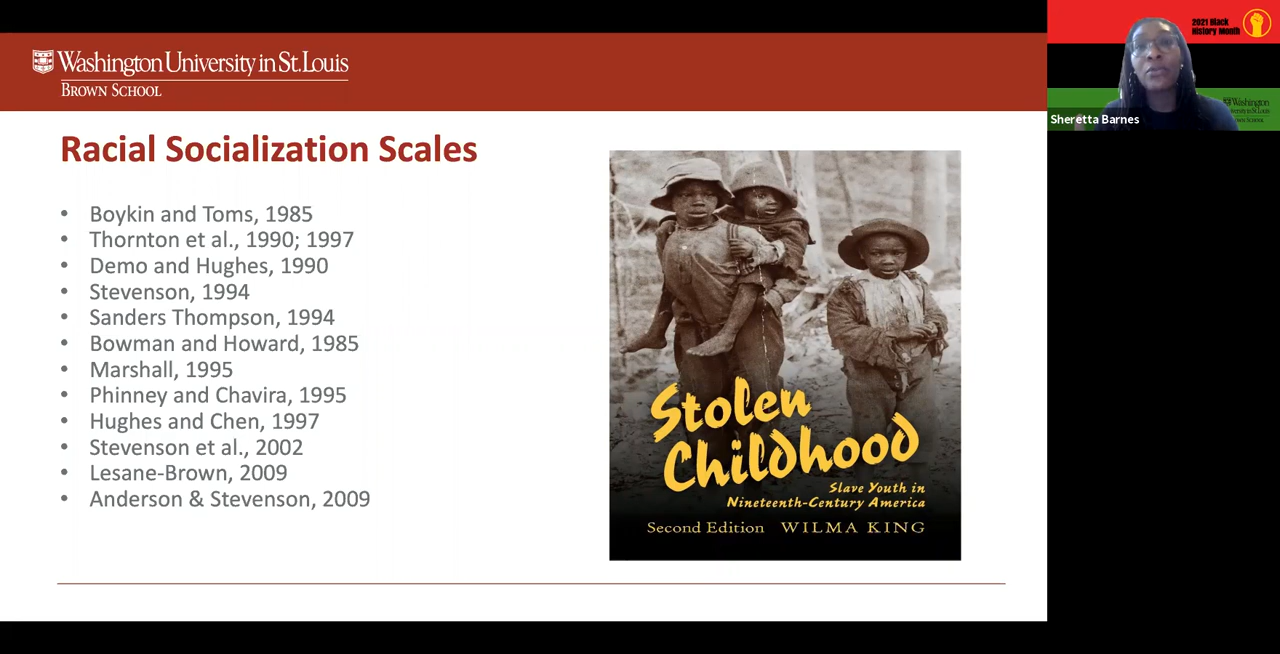 Washington University in St. Louis
BROWN SCHOOL
Racial Socialization Scales
• Boykin and Toms, 1985
• Thornton et al., 1990; 1997
• Demo and Hughes, 1990
• Stevenson, 1994
• Sanders Thompson, 1994
• Bowman and Howard, 1985
• Marshall, 1995
• Phinney and Chavira, 1995
• Hughes and Chen, 1997
• Stevenson et al., 2002
• Lesane-Brown, 2009
• Anderson & Stevenson, 2009
Stolen
Childhood
Slave Youth in
Nineteenth-Century America
Second Edition WILMA KING
2021 Black
History Month
Sheretta Barnes
Washington